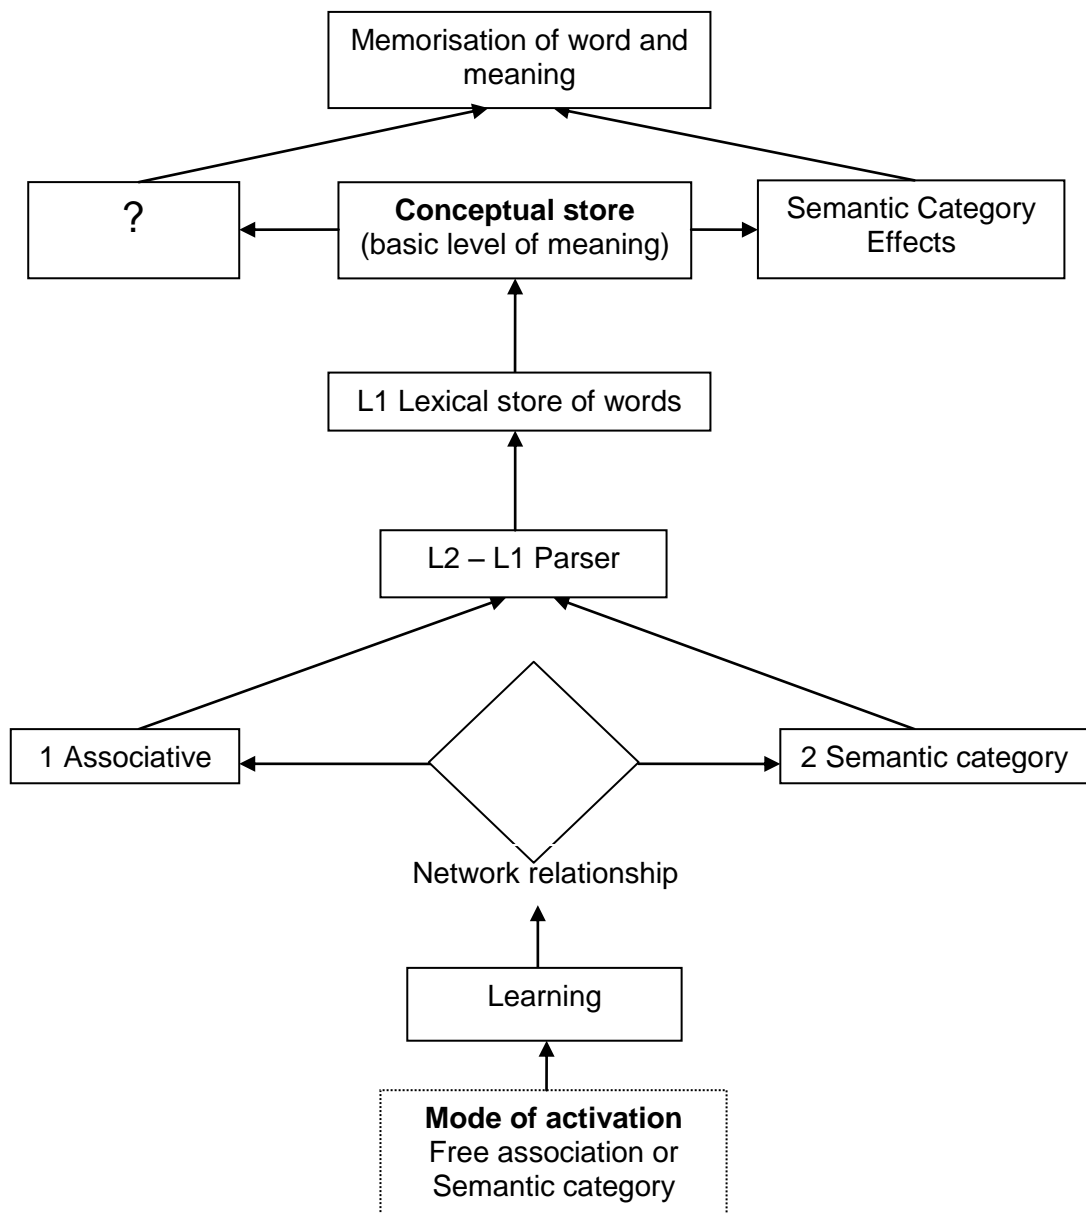 Memorisation of word and
meaning
?
Conceptual store
(basic level of meaning)
Semantic Category
Effects
L1 Lexical store of words
L2 – L1 Parser
1 Associative
2 Semantic category
Network relationship
Learning
Mode of activation
Free association or
Semantic category